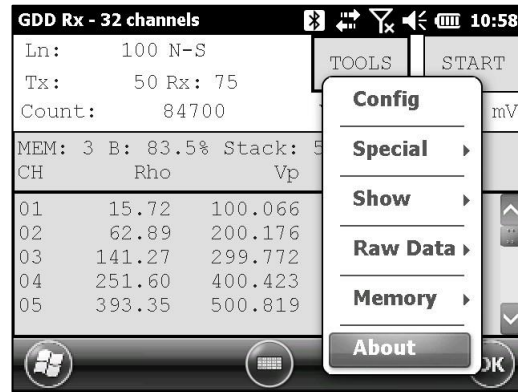 GDD Rx - 32 channels 10:58
Ln: 100 N-S
TOOLS START
Tx: 50 Rx: 75
Count: 84700 mV
MEM: 3 B: 83.5% Stack: 5
CH Rho Vp
01 15.72 100.066
02 62.89 200.176
03 141.27 299.772
04 251.60 400.423
05 393.35 500.819
Config
Special
Show
Raw Data
Memory
About
OK